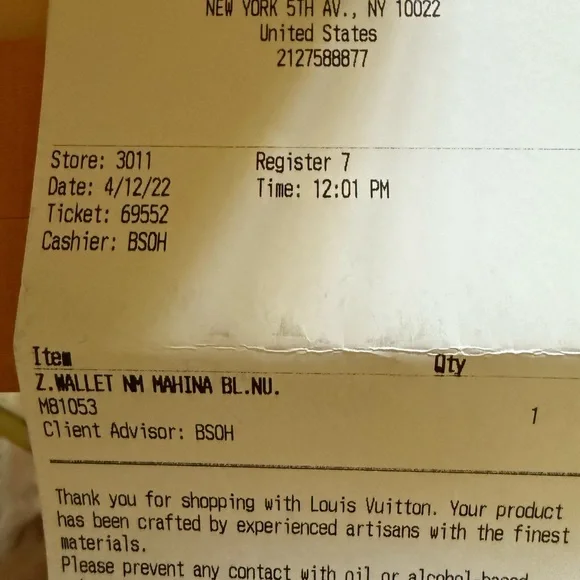 NEW YORK 5TH AV., NY 10022
United States
2127588877
Store: 3011 Register 7
Date: 4/12/22 Time: 12:01 PM
Ticket: 69552
Cashier: BSOH
Item Qty
Z.WALLET NM MAHINA BL.NU.
M81053 1
Client Advisor: BSOH
Thank you for shopping with Louis Vuitton. Your product
has been crafted by experienced artisans with the finest
materials.
Please prevent any contact with oil or alcohol based